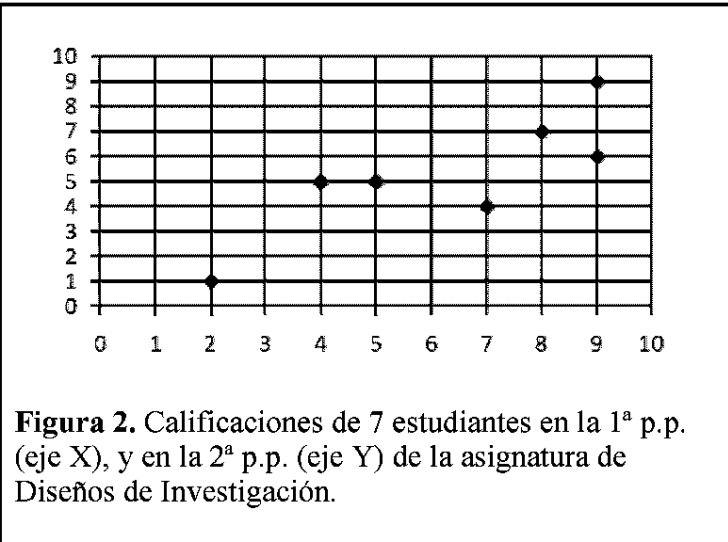 10
9
8
7
6
5
4
3
2
1
0
0 1 2 3 4 5 6 7 8 9 10
Figura 2. Calificaciones de 7 estudiantes en la 1ª p.p.
(eje X), y en la 2ª p.p. (eje Y) de la asignatura de
Diseños de Investigación.